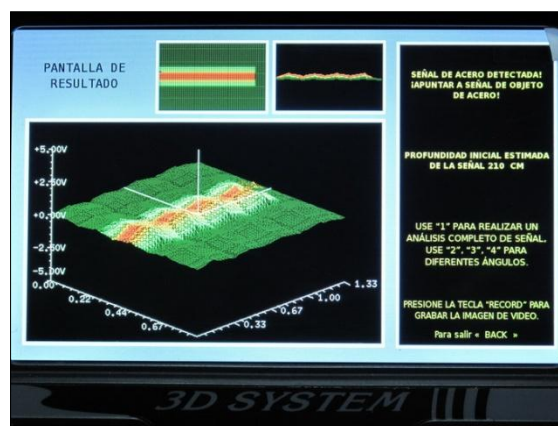 PANTALLA DE
RESULTADO
SEÑAL DE ACERO DETECTADA!
¡APUNTAR A SEÑAL DE OBJETO
DE ACERO!
PROFUNDIDAD INICIAL ESTIMADA
DE LA SEÑAL 210 CM
USE "1" PARA REALIZAR UN
ANÁLISIS COMPLETO DE SEÑAL.
USE "2", "3", "4" PARA
DIFERENTES ÁNGULOS.
PRESIONE LA TECLA "RECORD" PARA
GRABAR LA IMAGEN DE VIDEO.
Para salir « BACK »
+5.00V
+2.50V
+0.00V
-2.50V
-5.00V
0.00
0.22
0.44
0.67
0.33
0.67
1.00
1.33
3D SYSTEM